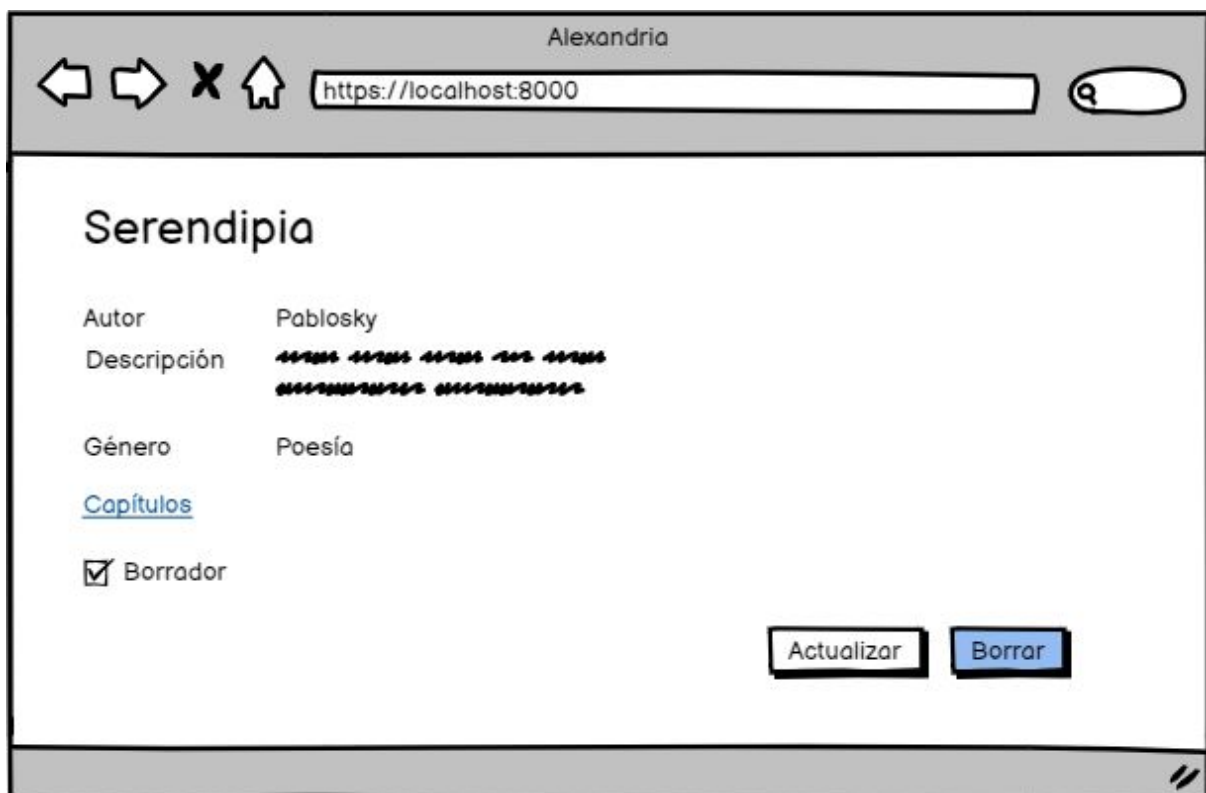 Alexandria
https://localhost:8000
Serendipia
Autor Pablosky
Descripción
Género Poesía
Capítulos
Borrador
Actualizar Borrar